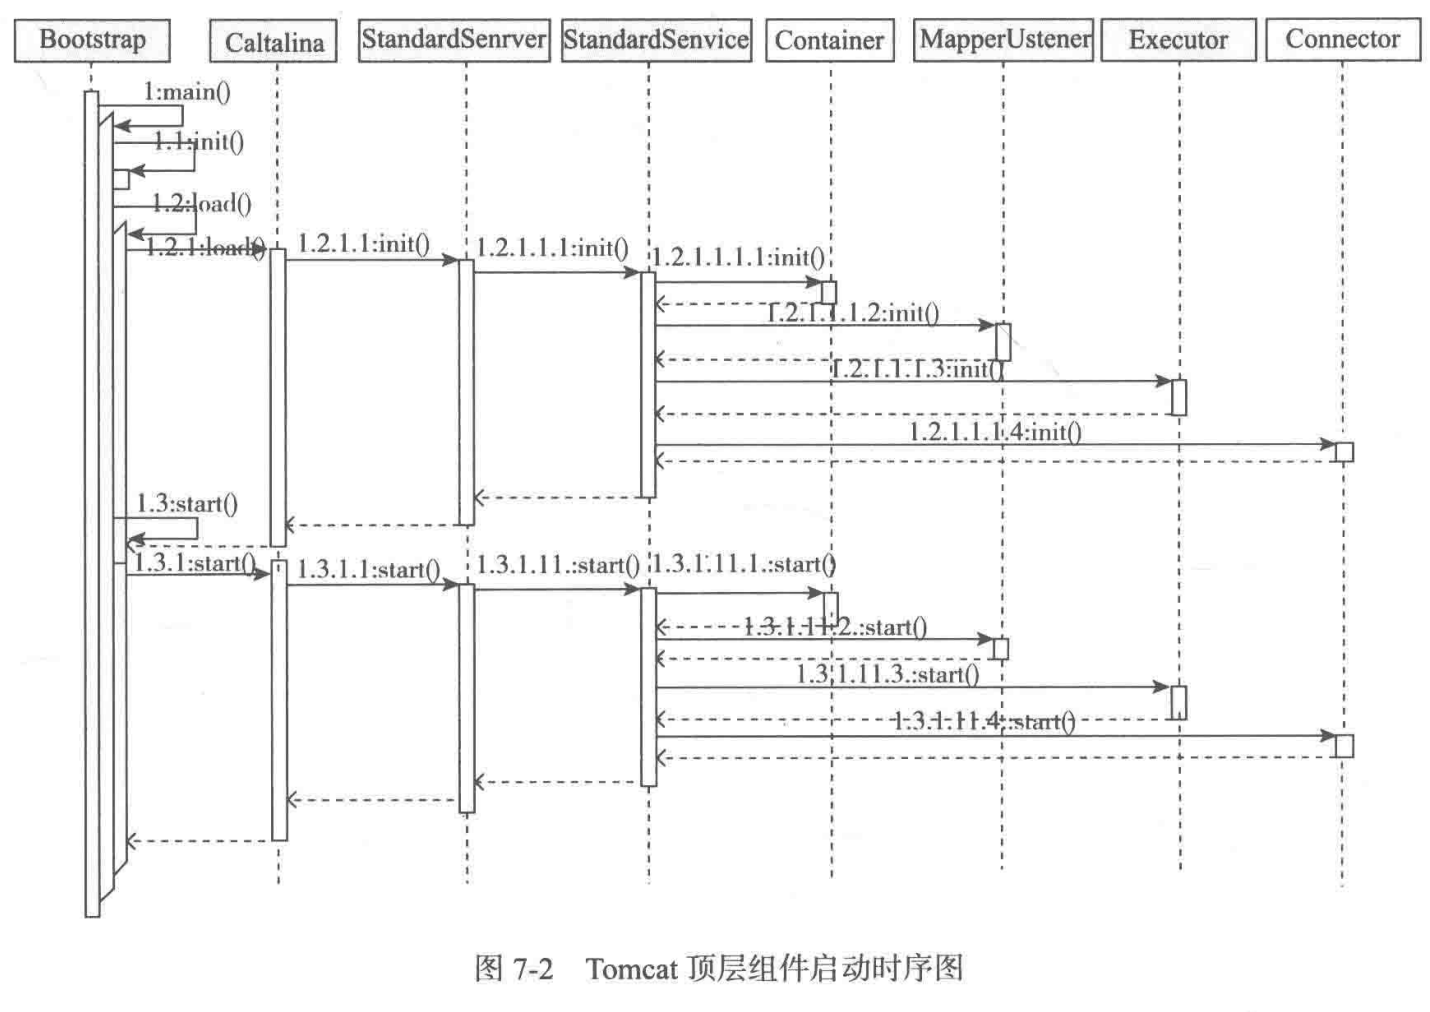 Bootstrap
Caltalina
StandardSenrver
StandardSenvice
Container
MapperUstener
Executor
Connector
1:main()
1.1:init()
1.2:load()
1.2.1:load()
1.2.1.1:init()
1.2.1.1.1:init()
1.2.1.1.1.1:init()
1.2.1.1.1.2:init()
1.2.1.1.1.3:init()
1.2.1.1.1.4:init()
1.3:start()
1.3.1:start()
1.3.1.1:start()
1.3.1.11.:start()
1.3.1.11.1.:start()
1.3.1.11.2.:start()
1.3.1.11.3.:start()
1.3.1.11.4.:start()
图 7-2 Tomcat 顶层组件启动时序图